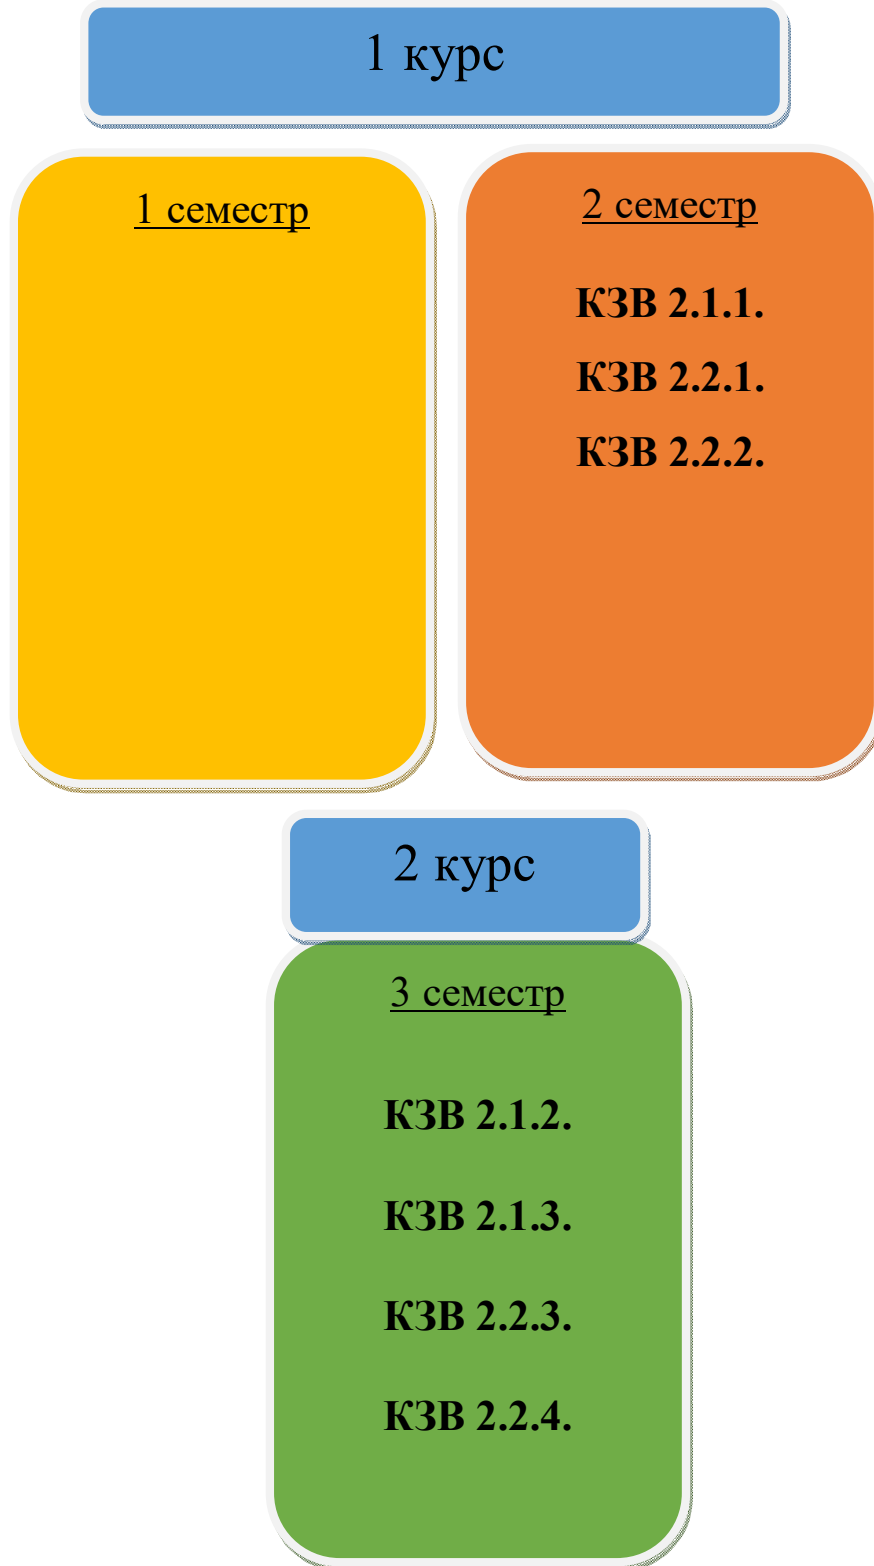 1 курс
1 семестр
2 семестр
КЗВ 2.1.1.
КЗВ 2.2.1.
КЗВ 2.2.2.
2 курс
3 семестр
КЗВ 2.1.2.
КЗВ 2.1.3.
КЗВ 2.2.3.
КЗВ 2.2.4.